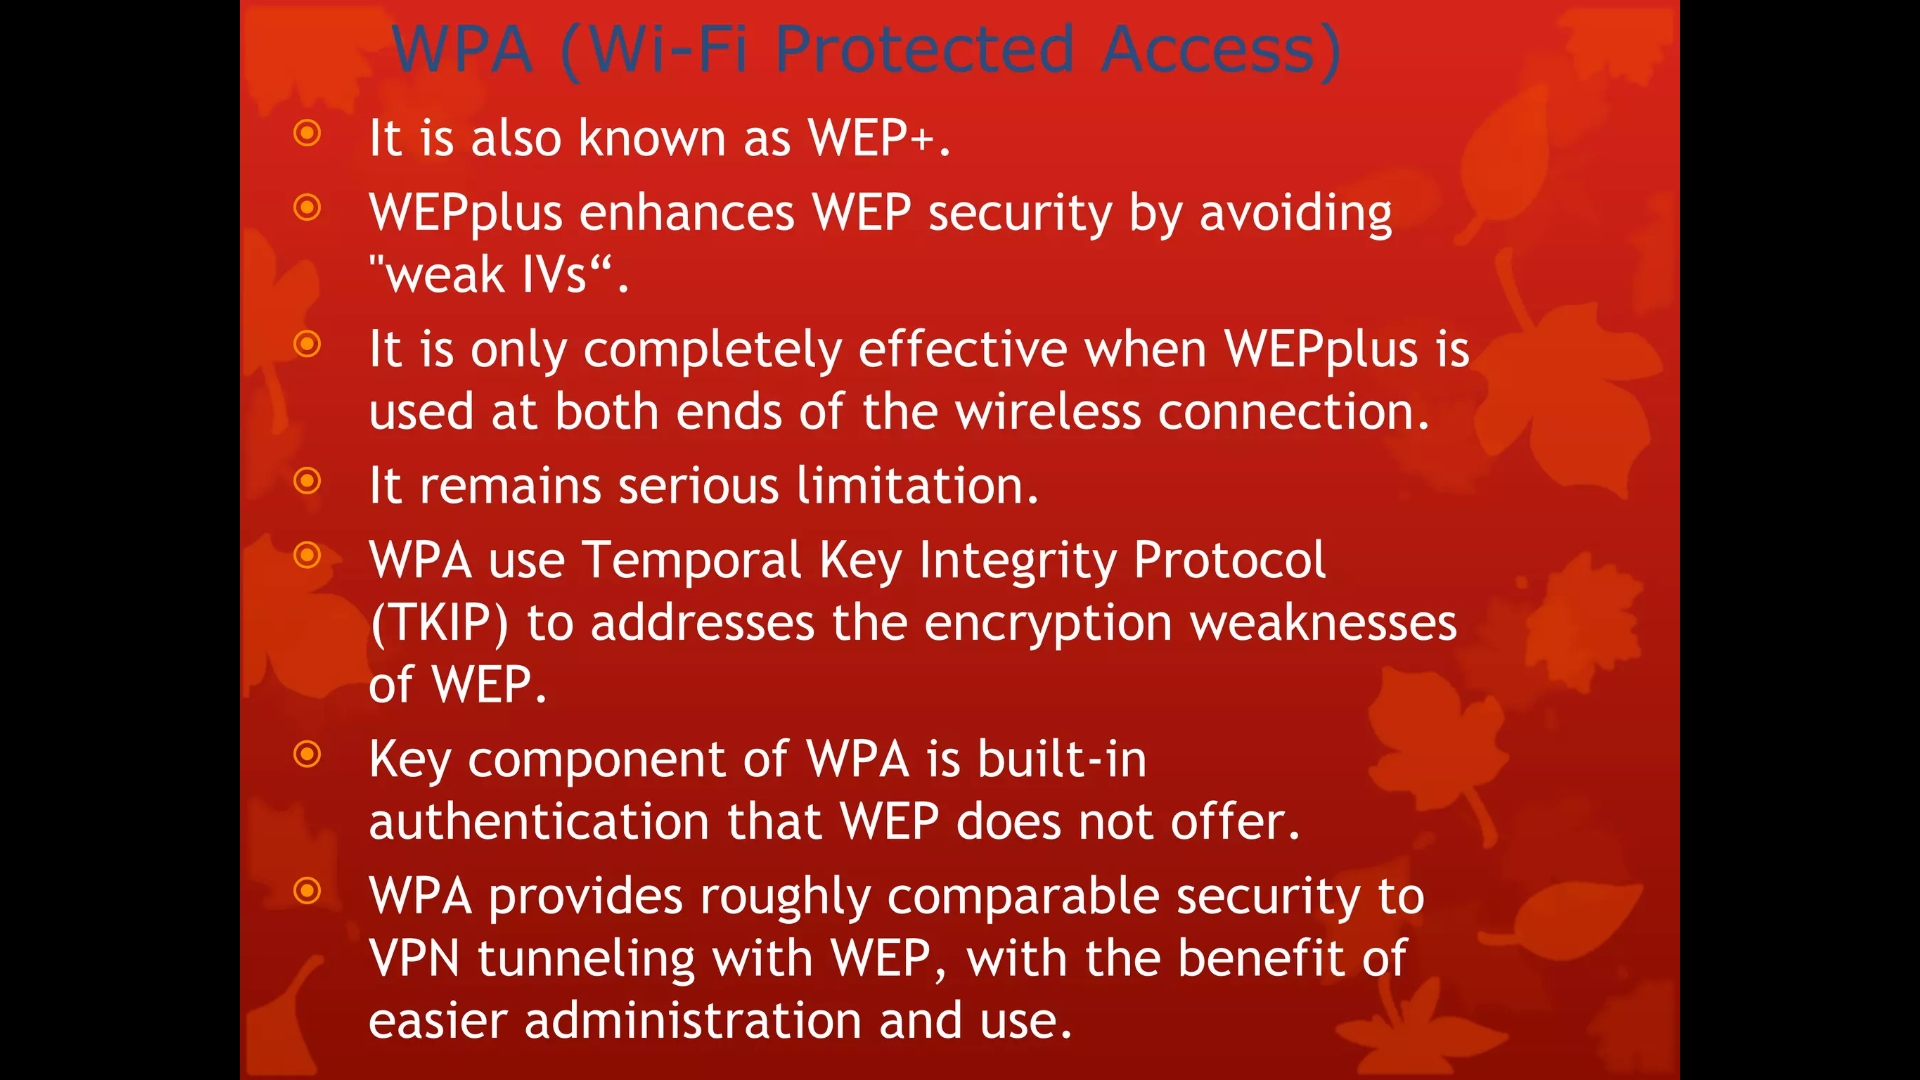 WPA (Wi-Fi Protected Access)
It is also known as WEP+.
WEPplus enhances WEP security by avoiding
"weak IVs“.
It is only completely effective when WEPplus is
used at both ends of the wireless connection.
It remains serious limitation.
WPA use Temporal Key Integrity Protocol
(TKIP) to addresses the encryption weaknesses
of WEP.
Key component of WPA is built-in
authentication that WEP does not offer.
WPA provides roughly comparable security to
VPN tunneling with WEP, with the benefit of
easier administration and use.